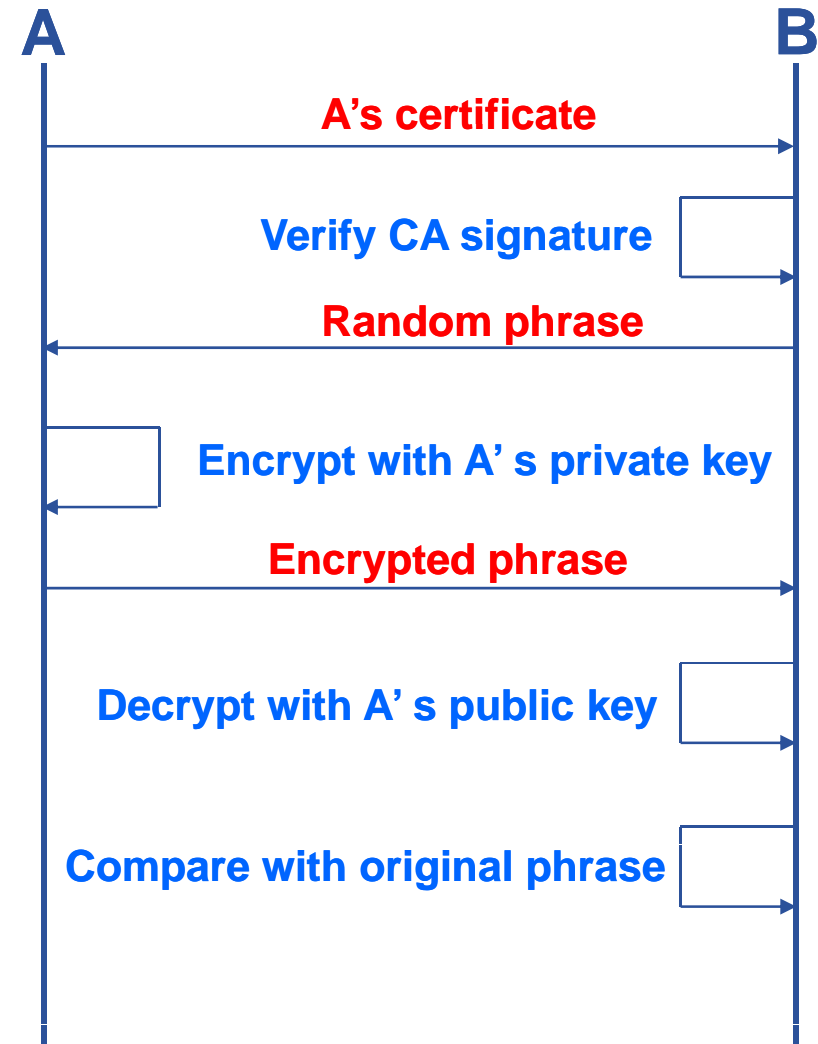 A
B
A’s certificate
Verify CA signature
Random phrase
Encrypt with A’ s private key
Encrypted phrase
Decrypt with A’ s public key
Compare with original phrase